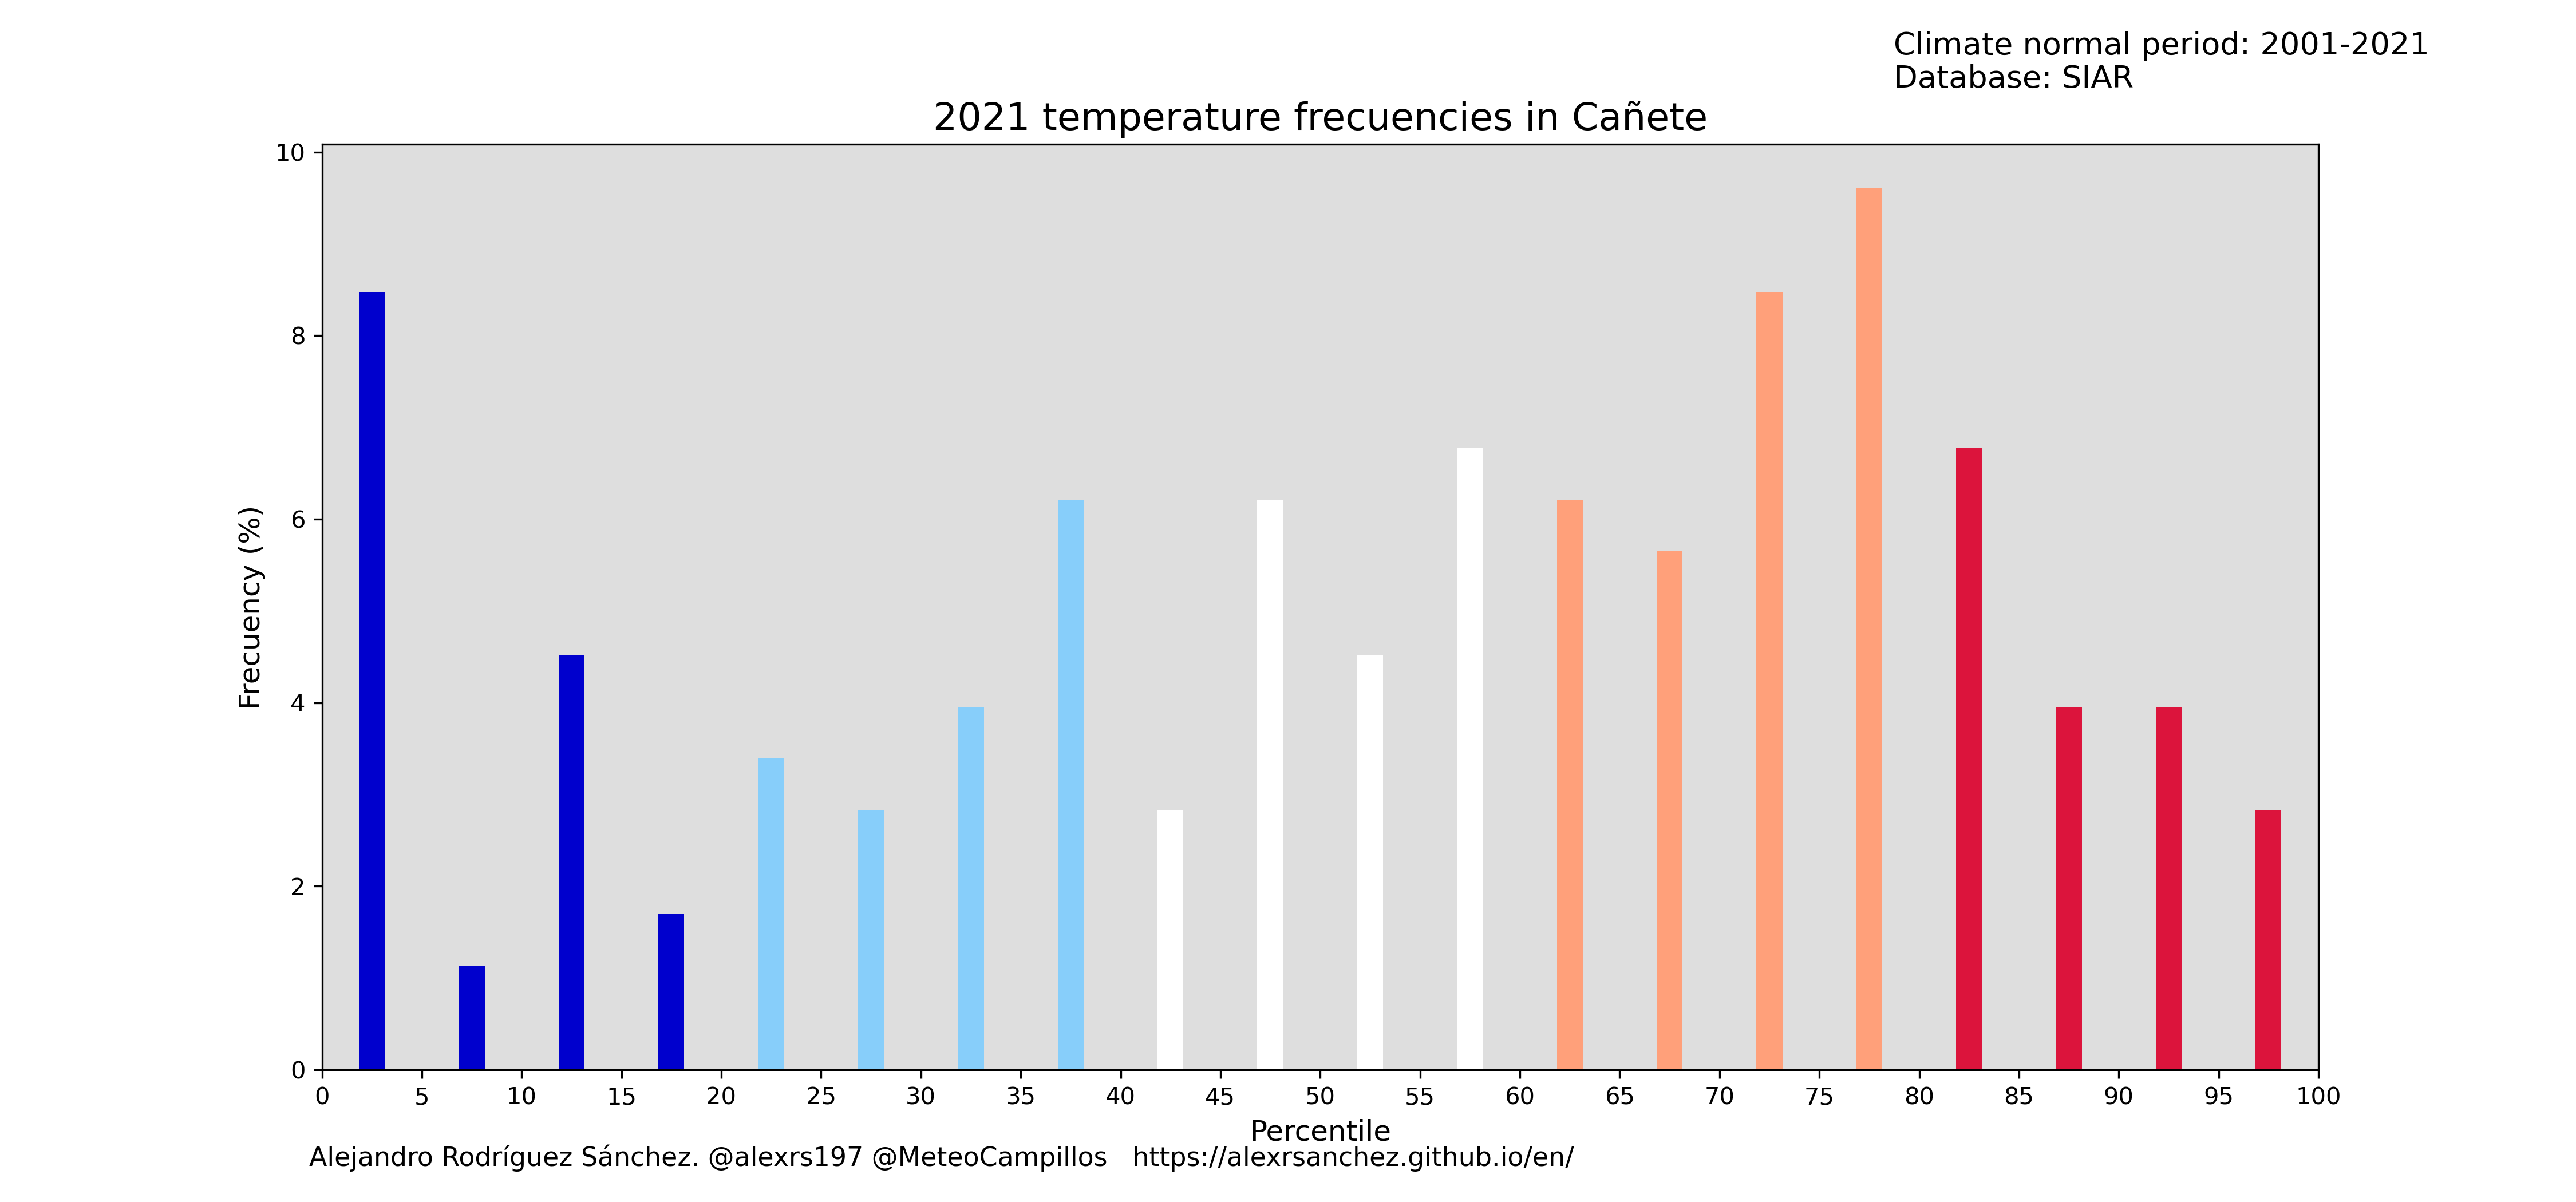 Climate normal period: 2001-2021
Database: SIAR
2021 temperature frecuencies in Cañete
10
8
6
4
2
0
Frecuency (%)
0 5 10 15 20 25 30 35 40 45 50 55 60 65 70 75 80 85 90 95 100
Percentile
Alejandro Rodríguez Sánchez. @alexrs197 @MeteoCampillos https://alexrsanchez.github.io/en/